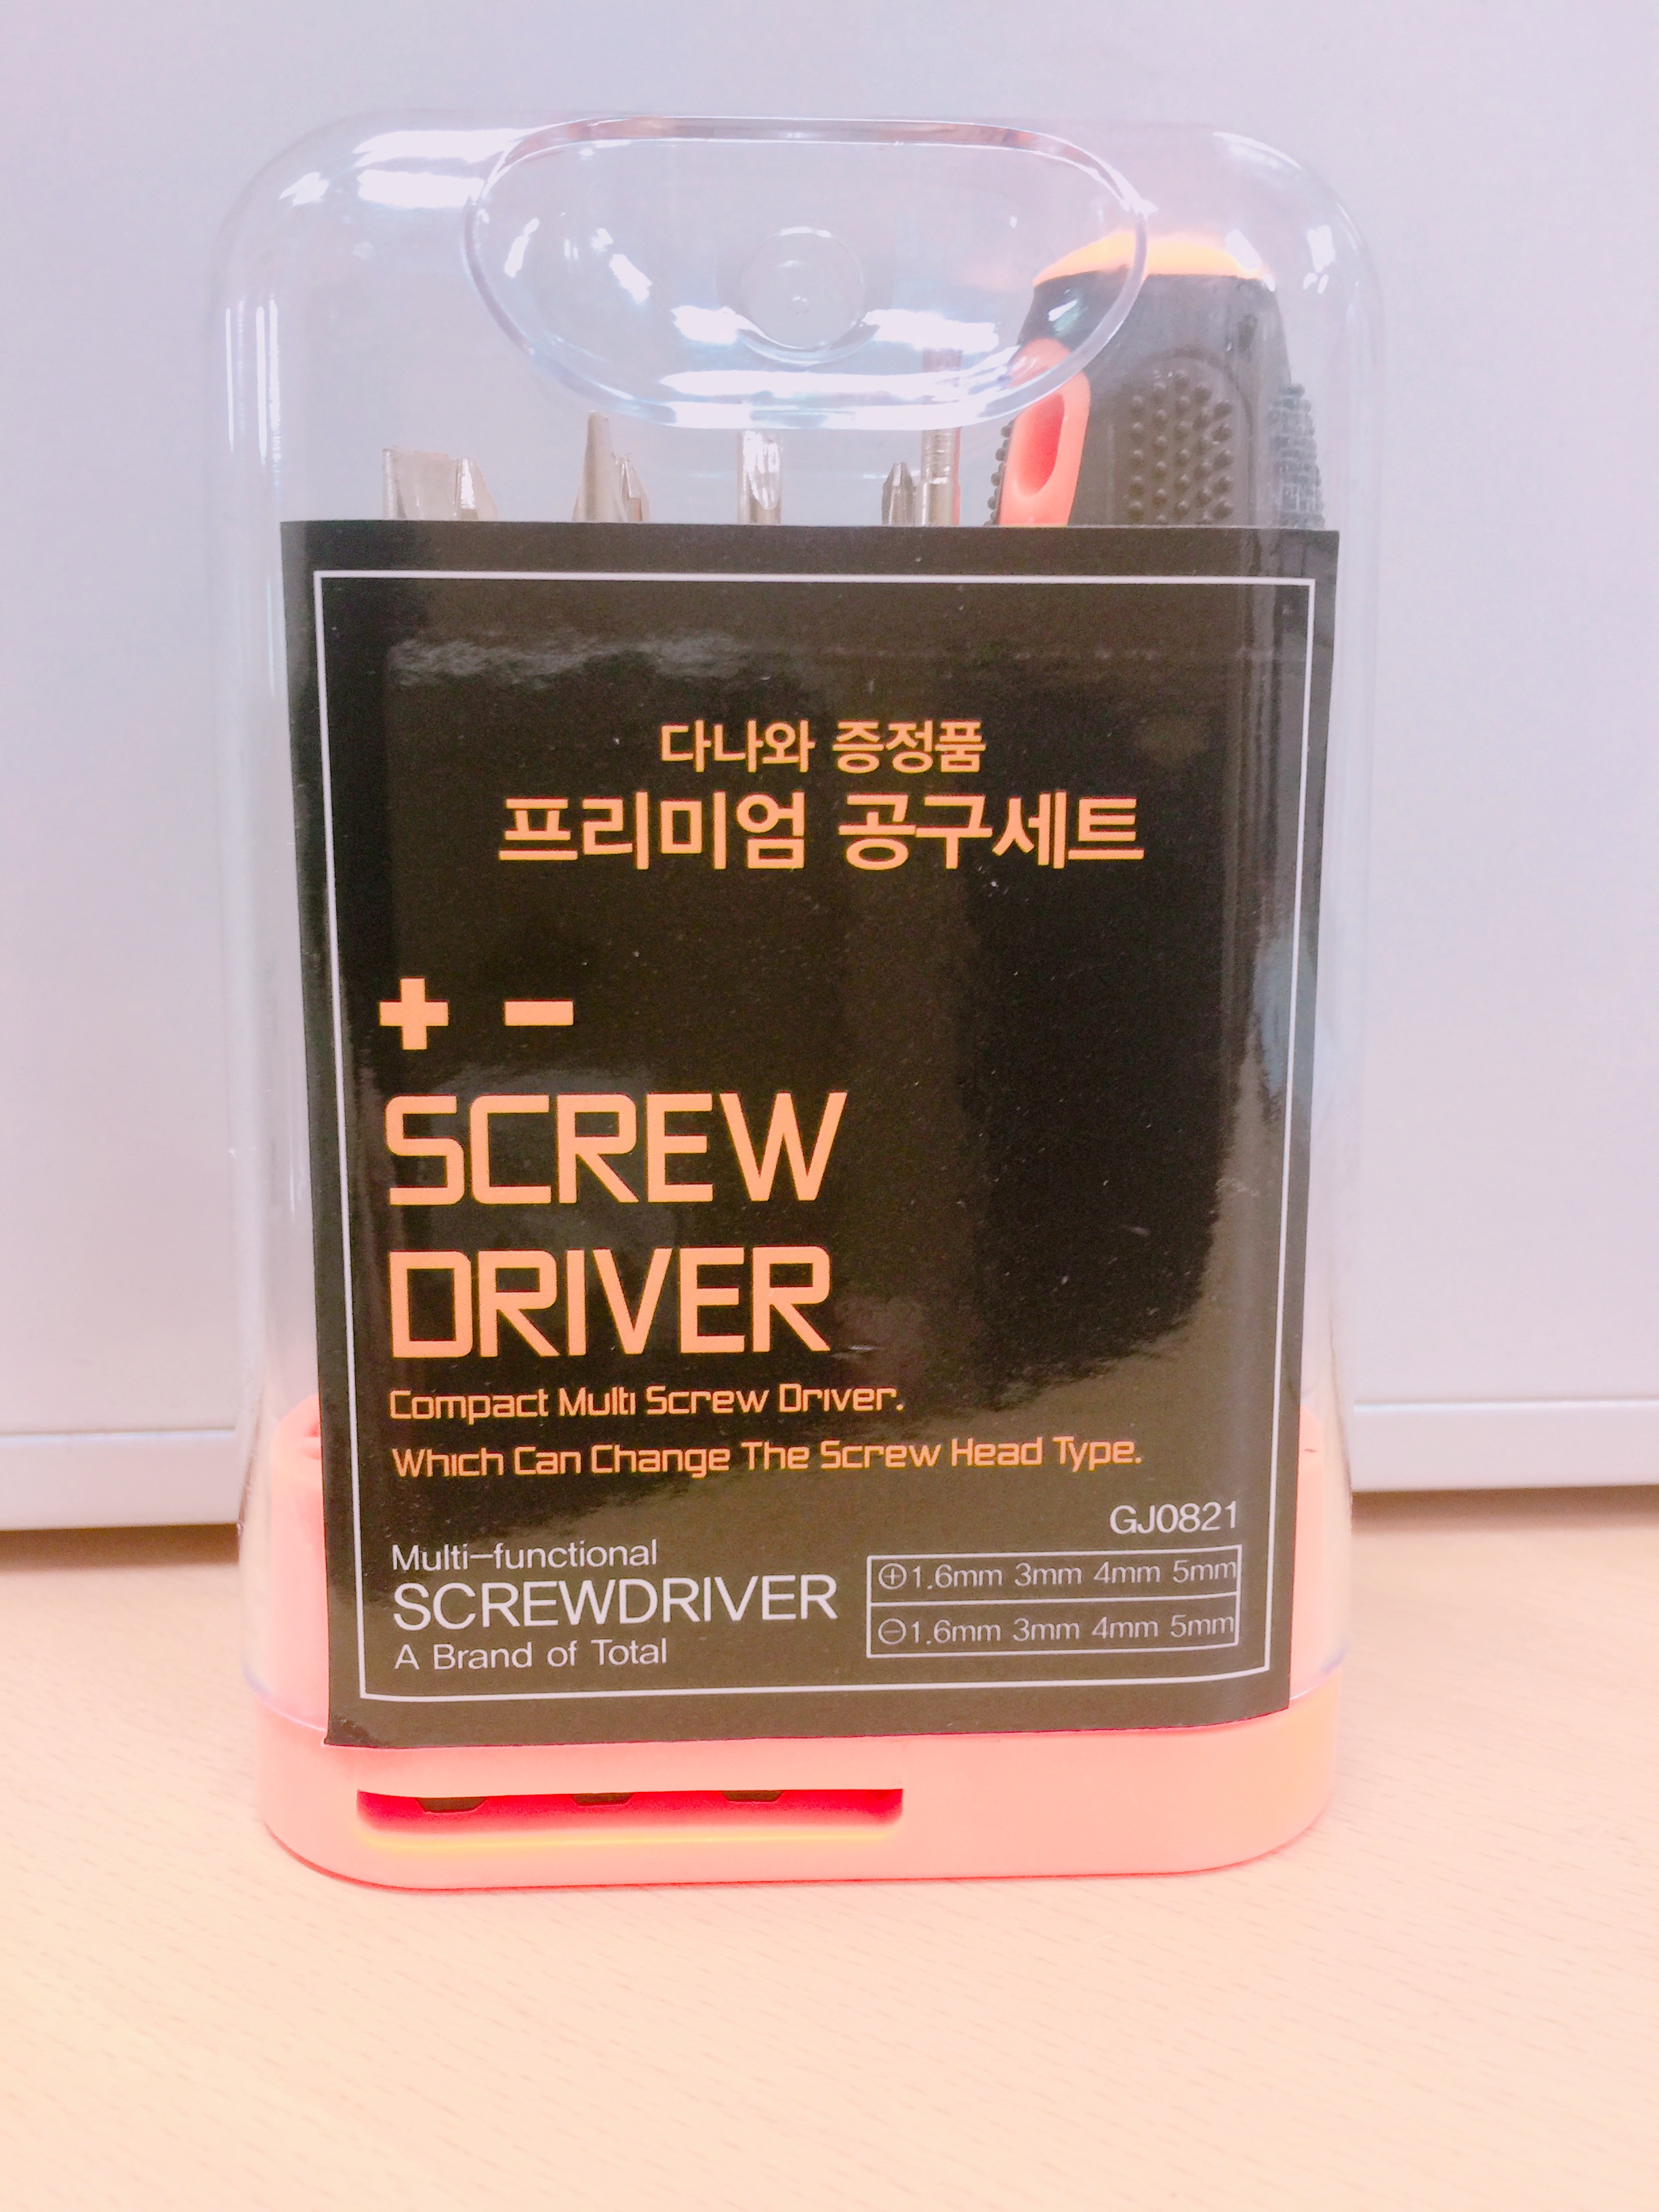 다나와 증정품
프리미엄 공구세트
+ -
SCREW
DRIVER
Compact Multi Screw Driver.
Which Can Change The Screw Head Type.
GJ0821
Multi-functional
SCREWDRIVER
A Brand of Total
⊕1.6mm 3mm 4mm 5mm
⊖1.6mm 3mm 4mm 5mm